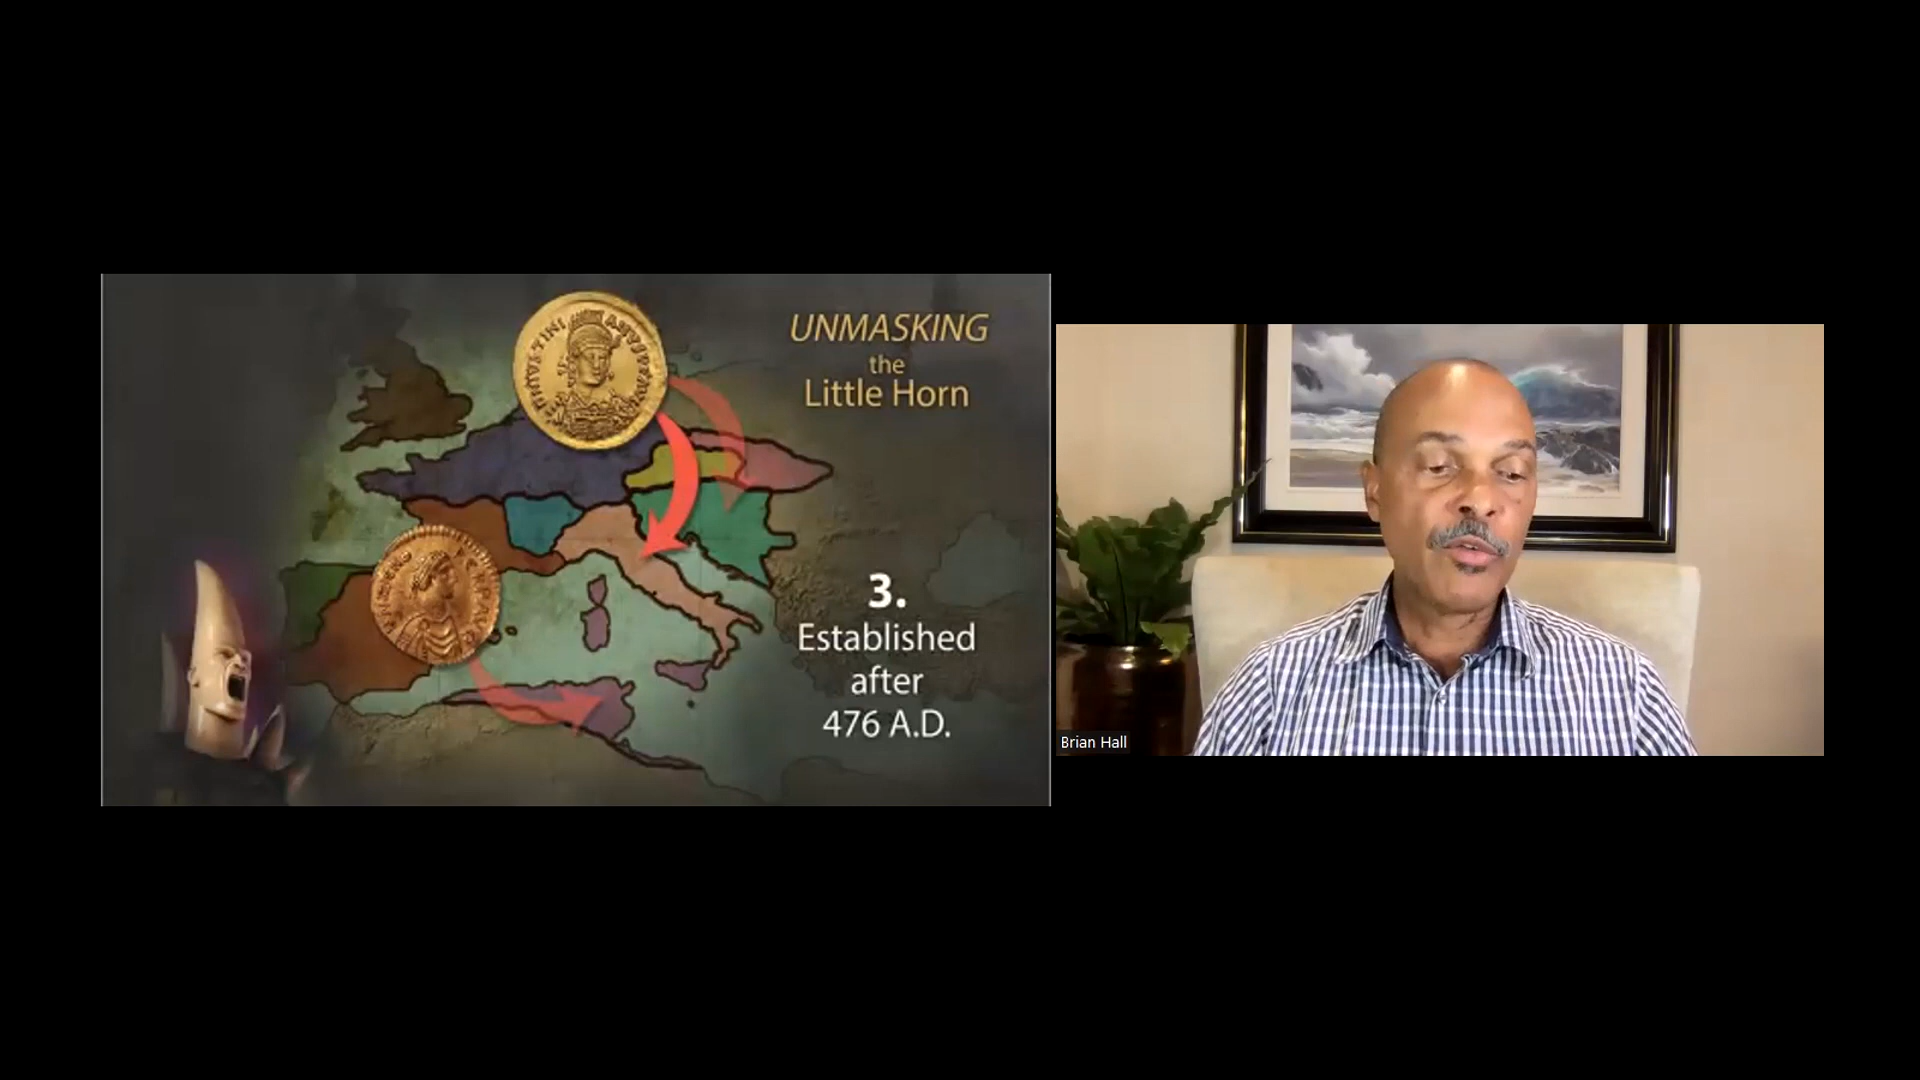 UNMASKING
the
Little Horn
3.
Established
after
476 A.D.
Brian Hall